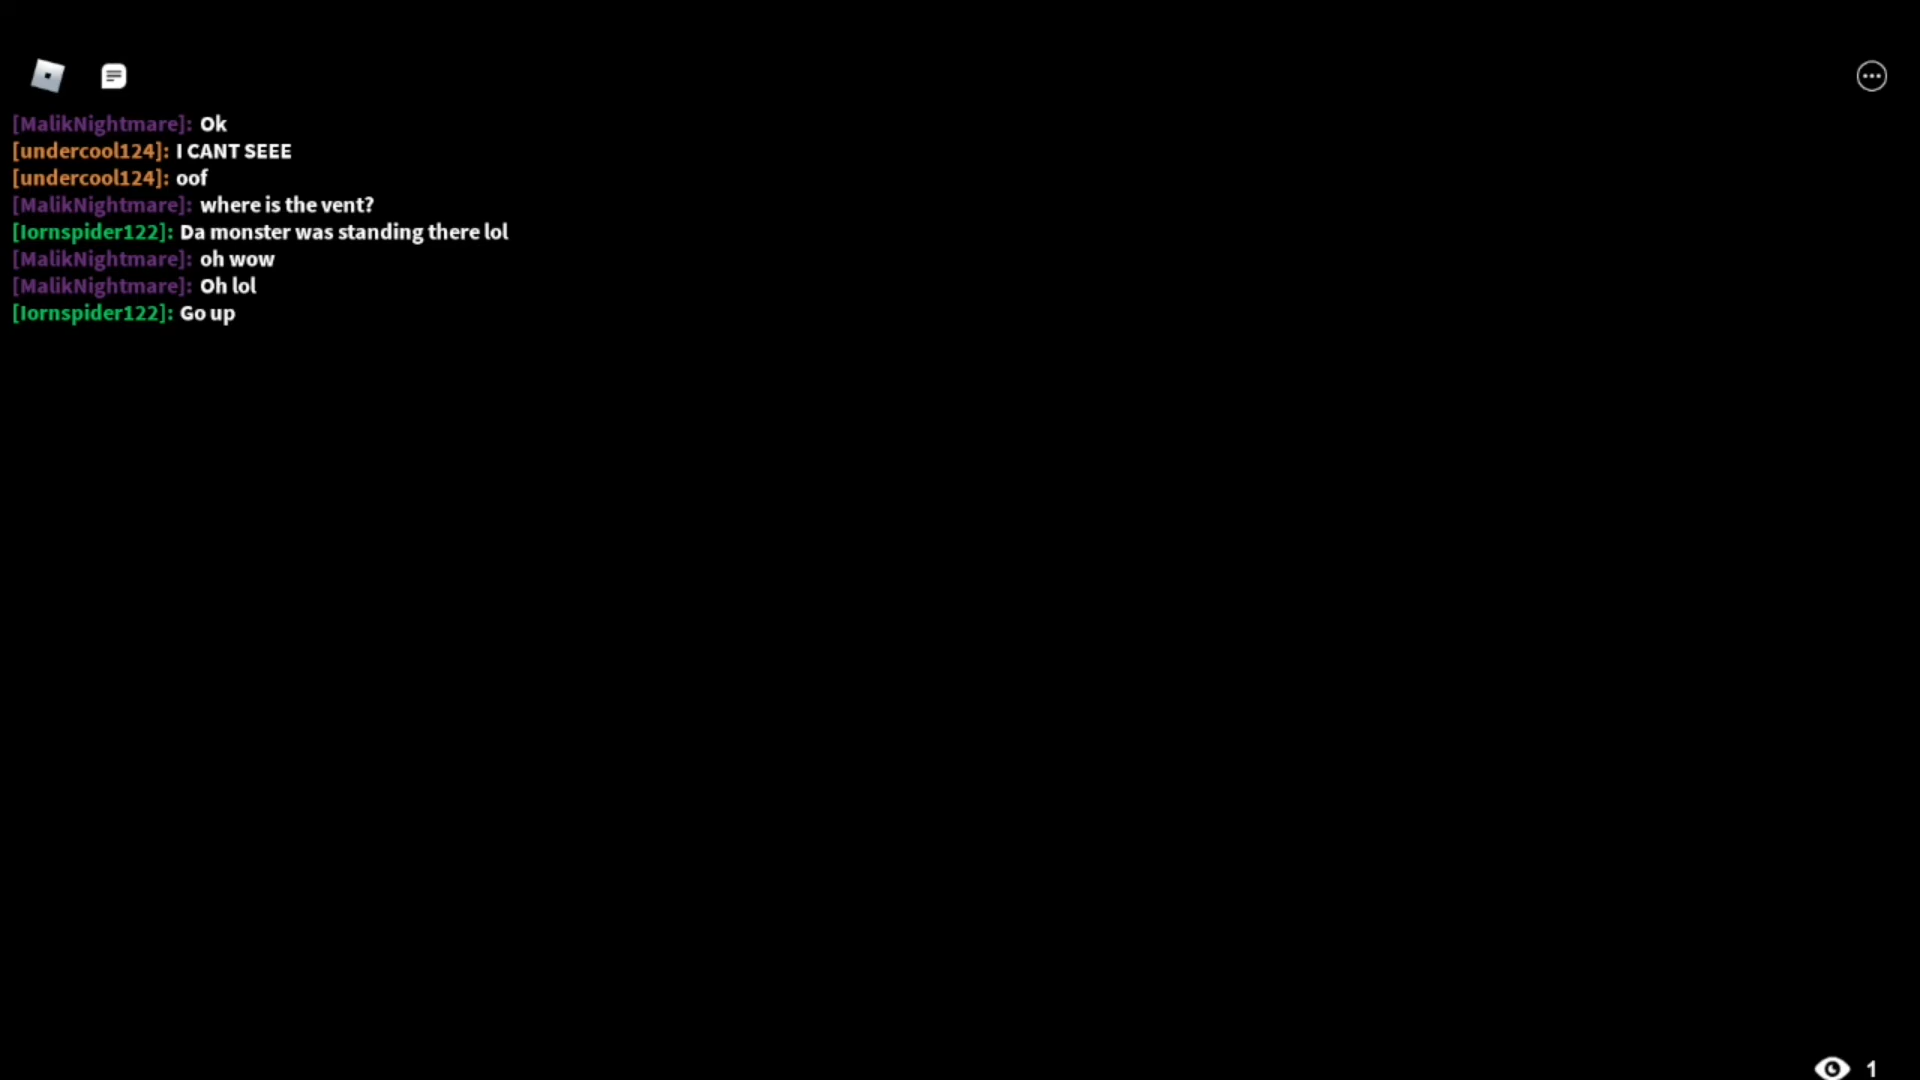 [MalikNightmare]: Ok
[undercool124]: I CANT SEEE
[undercool124]: oof
[MalikNightmare]: where is the vent?
[Iornspider122]: Da monster was standing there lol
[MalikNightmare]: oh wow
[MalikNightmare]: Oh lol
[Iornspider122]: Go up
1